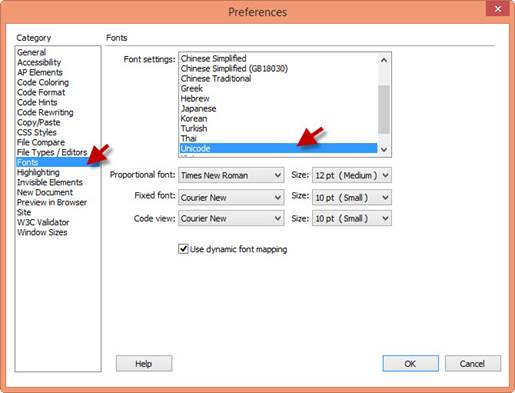 Preferences
Category
Fonts
General
Accessibility
AP Elements
Code Coloring
Code Format
Code Hints
Code Rewriting
Copy/Paste
CSS Styles
File Compare
File Types / Editors
Fonts
Highlighting
Invisible Elements
New Document
Preview in Browser
Site
W3C Validator
Window Sizes
Font settings:
Chinese Simplified
Chinese Simplified (GB18030)
Chinese Traditional
Greek
Hebrew
Japanese
Korean
Turkish
Thai
Unicode
Proportional font: Times New Roman Size: 12 pt ( Medium )
Fixed font: Courier New Size: 10 pt ( Small )
Code view: Courier New Size: 10 pt ( Small )
Use dynamic font mapping
Help OK Cancel